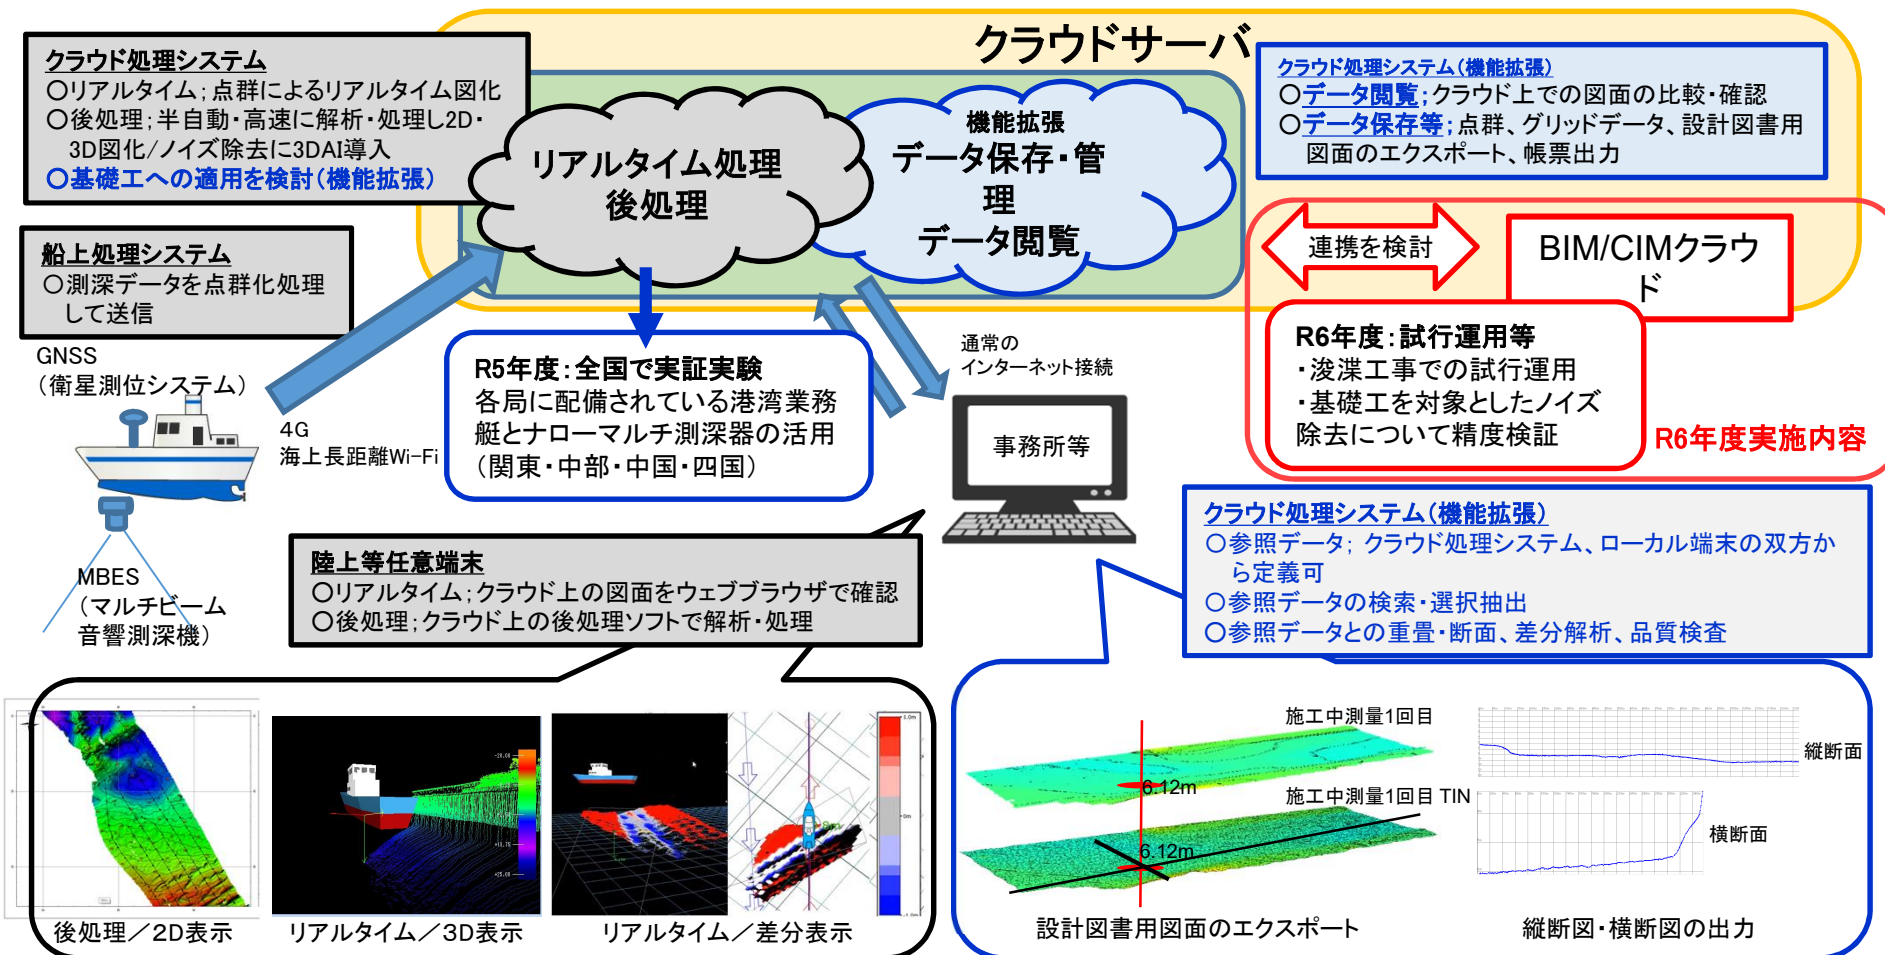 クラウドサーバ
クラウド処理システム
○リアルタイム；点群によるリアルタイム図化
○後処理；半自動・高速に解析・処理し2D・
3D図化/ノイズ除去に3DAI導入
○基礎工への適用を検討（機能拡張）
リアルタイム処理
後処理
機能拡張
データ保存・管
理
データ閲覧
クラウド処理システム（機能拡張）
○データ閲覧；クラウド上での図面の比較・確認
○データ保存等；点群、グリッドデータ、設計図書用
図面のエクスポート、帳票出力
連携を検討
BIM/CIMクラウ
ド
船上処理システム
○測深データを点群化処理
して送信
GNSS
（衛星測位システム）
4G
海上長距離Wi-Fi
MBES
（マルチビーム
音響測深機）
R5年度：全国で実証実験
各局に配備されている港湾業務
艇とナローマルチ測深器の活用
（関東・中部・中国・四国）
通常の
インターネット接続
事務所等
R6年度：試行運用等
・浚渫工事での試行運用
・基礎工を対象としたノイズ
除去について精度検証
R6年度実施内容
陸上等任意端末
○リアルタイム；クラウド上の図面をウェブブラウザで確認
○後処理；クラウド上の後処理ソフトで解析・処理
クラウド処理システム（機能拡張）
○参照データ；クラウド処理システム、ローカル端末の双方か
ら定義可
○参照データの検索・選択抽出
○参照データとの重畳・断面、差分解析、品質検査
後処理／2D表示
リアルタイム／3D表示
リアルタイム／差分表示
施工中測量1回目
6.12m
施工中測量1回目 TIN
6.12m
縦断面
横断面
設計図書用図面のエクスポート
縦断図・横断図の出力